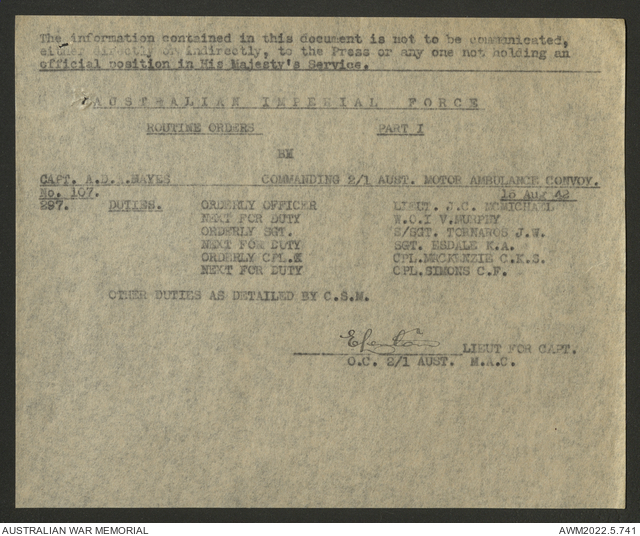 The information contained in this document is not to be communicated,
either directly or indirectly, to the Press or any one not holding an
official position in His Majesty's Service.
AUSTRALIAN IMPERIAL FORCE
ROUTINE ORDERS PART I
BY
CAPT. A.D. HAYES COMMANDING 2/1 AUST. MOTOR AMBULANCE CONVOY.
No. 107. Aug 42
297. DUTIES. ORDERLY OFFICER LIEUT. J.C. MCMICHAEL
NEXT FOR DUTY W.O.I V.MURPHY
ORDERLY SGT. S/SGT. J.W.
NEXT FOR DUTY SGT. ESDALE K.A.
ORDERLY CPL. CPL.MACKENZIE C.K.S.
NEXT FOR DUTY CPL.SIMONS C.F.
OTHER DUTIES AS DETAILED BY C.S.M.
LIEUT FOR CAPT.
O.C. 2/1 AUST. M.A.C.
AUSTRALIAN WAR MEMORIAL AWM2022.5.741